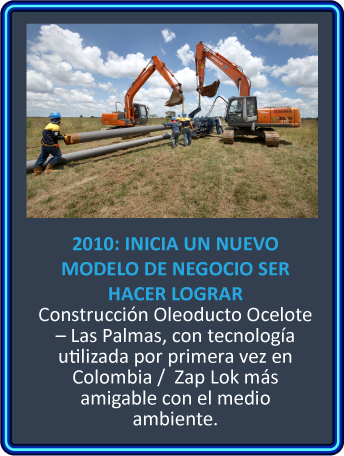 2010: INICIA UN NUEVO
MODELO DE NEGOCIO SER
HACER LOGRAR
Construcción Oleoducto Ocelote
– Las Palmas, con tecnología
utilizada por primera vez en
Colombia / Zap Lok más
amigable con el medio
ambiente.